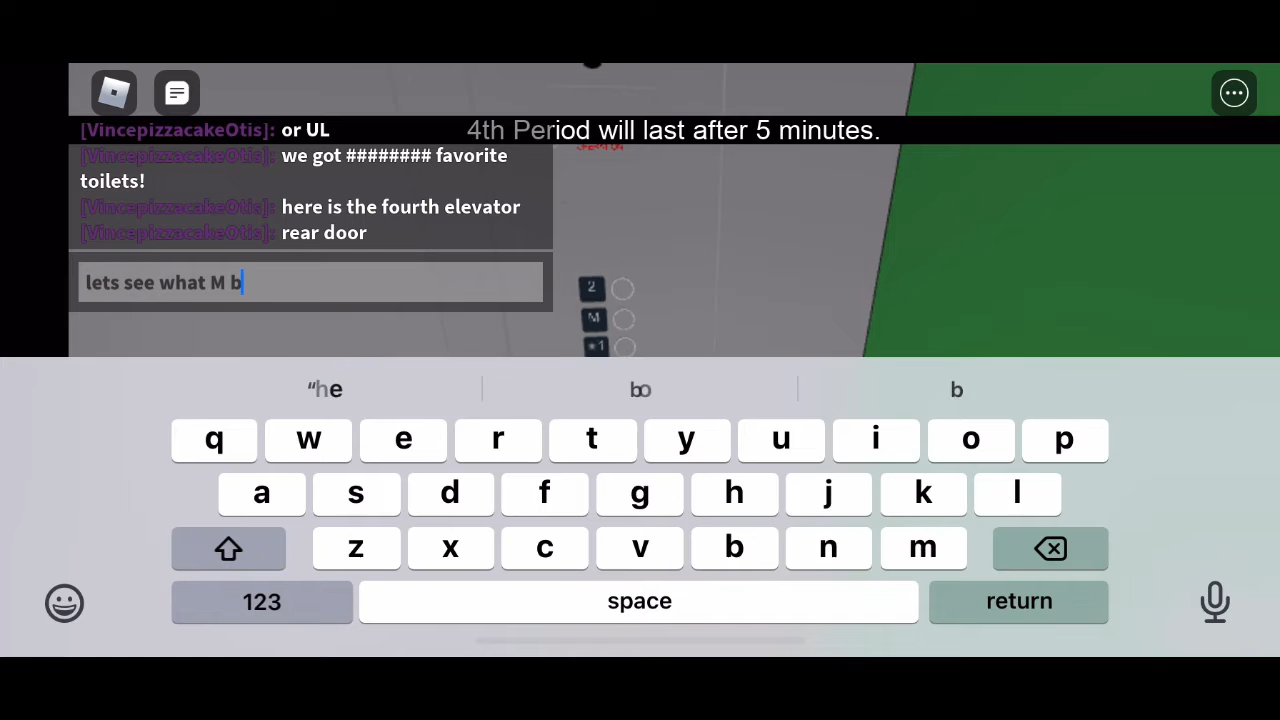 4th Period will last after 5 minutes.
[VincepizzacakeOtis]: or UL
[VincepizzacakeOtis]: we got ######## favorite
toilets!
[VincepizzacakeOtis]: here is the fourth elevator
[VincepizzacakeOtis]: rear door
lets see what M b
2
M
★1
“he bo b
q w e r t y u i o p
a s d f g h j k l
z x c v b n m
123 space return